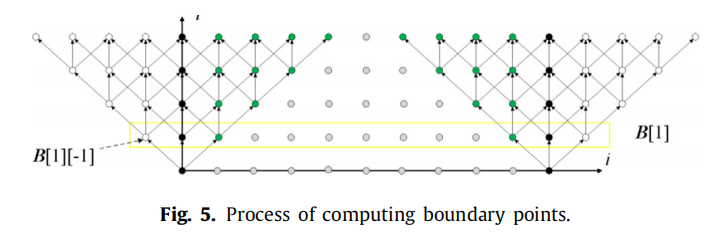 B[1]
B[1][-1]
i
Fig. 5. Process of computing boundary points.